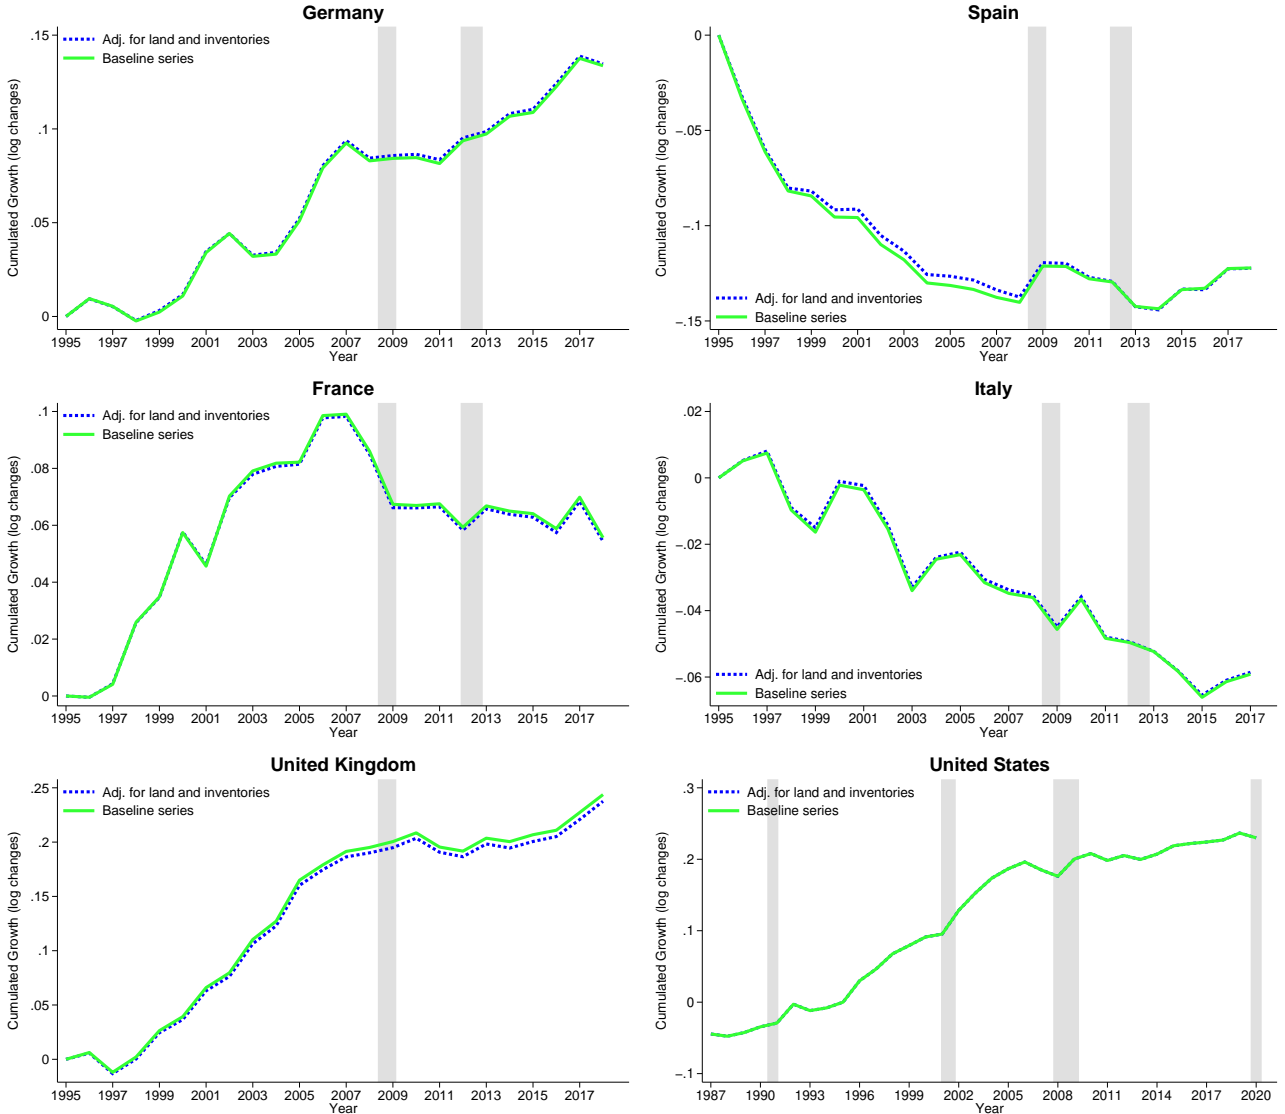 Germany
Adj. for land and inventories
Baseline series
Cumulated Growth (log changes)
.15
.1
.05
0
1995 1997 1999 2001 2003 2005 2007 2009 2011 2013 2015 2017
Year
Spain
Adj. for land and inventories
Baseline series
Cumulated Growth (log changes)
0
−.05
−.1
−.15
1995 1997 1999 2001 2003 2005 2007 2009 2011 2013 2015 2017
Year
France
Adj. for land and inventories
Baseline series
Cumulated Growth (log changes)
.1
.08
.06
.04
.02
0
1995 1997 1999 2001 2003 2005 2007 2009 2011 2013 2015 2017
Year
Italy
Adj. for land and inventories
Baseline series
Cumulated Growth (log changes)
.02
0
−.02
−.04
−.06
1995 1997 1999 2001 2003 2005 2007 2009 2011 2013 2015 2017
Year
United Kingdom
Adj. for land and inventories
Baseline series
Cumulated Growth (log changes)
.25
.2
.15
.1
.05
0
1995 1997 1999 2001 2003 2005 2007 2009 2011 2013 2015 2017
Year
United States
Adj. for land and inventories
Baseline series
Cumulated Growth (log changes)
.3
.2
.1
0
−.1
1987 1990 1993 1996 1999 2002 2005 2008 2011 2014 2017 2020
Year